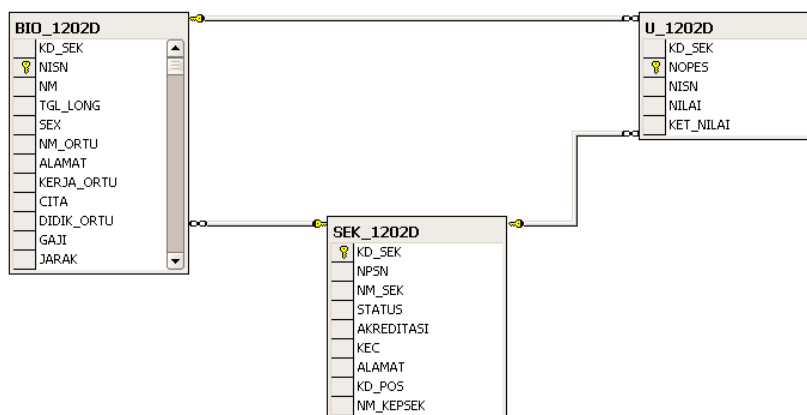 BIO_1202D
KD_SEK
NISN
NM
TGL_LONG
SEX
NM_ORTU
ALAMAT
KERJA_ORTU
CITA
DIDIK_ORTU
GAJI
JARAK
U_1202D
KD_SEK
NOPES
NISN
NILAI
KET_NILAI
SEK_1202D
KD_SEK
NPSN
NM_SEK
STATUS
AKREDITASI
KEC
ALAMAT
KD_POS
NM_KEPSEK